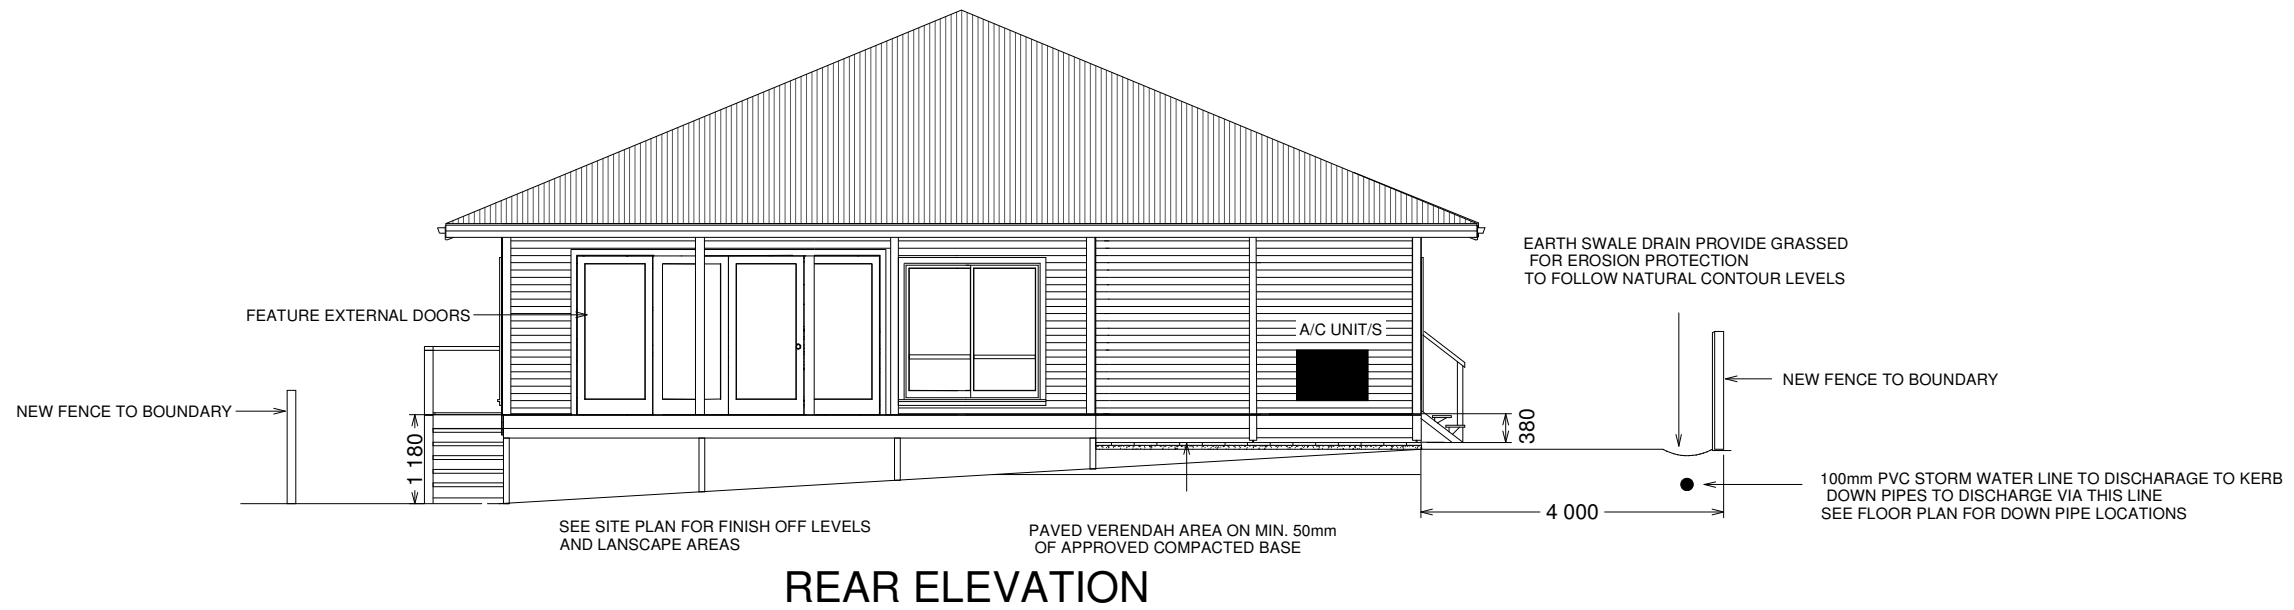 EARTH SWALE DRAIN PROVIDE GRASSED
FOR EROSION PROTECTION
TO FOLLOW NATURAL CONTOUR LEVELS
FEATURE EXTERNAL DOORS
A/C UNIT/S
NEW FENCE TO BOUNDARY
NEW FENCE TO BOUNDARY
1 180
380
100mm PVC STORM WATER LINE TO DISCHARAGE TO KERB
DOWN PIPES TO DISCHARGE VIA THIS LINE
SEE FLOOR PLAN FOR DOWN PIPE LOCATIONS
4 000
SEE SITE PLAN FOR FINISH OFF LEVELS
AND LANSCAPE AREAS
PAVED VERENDAH AREA ON MIN. 50mm
OF APPROVED COMPACTED BASE
REAR ELEVATION